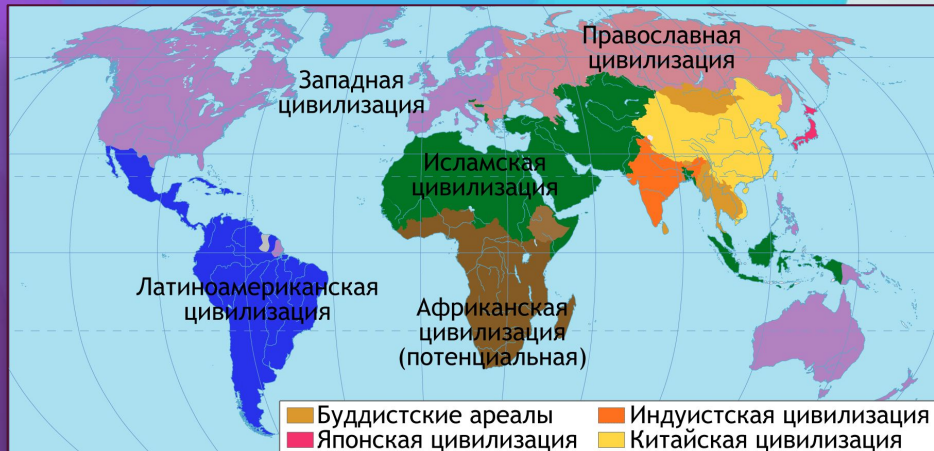 Православная
цивилизация
Западная
цивилизация
Исламская
цивилизация
Латиноамериканская
цивилизация
Африканская
цивилизация
(потенциальная)
Буддистские ареалы
Индуистская цивилизация
Японская цивилизация
Китайская цивилизация